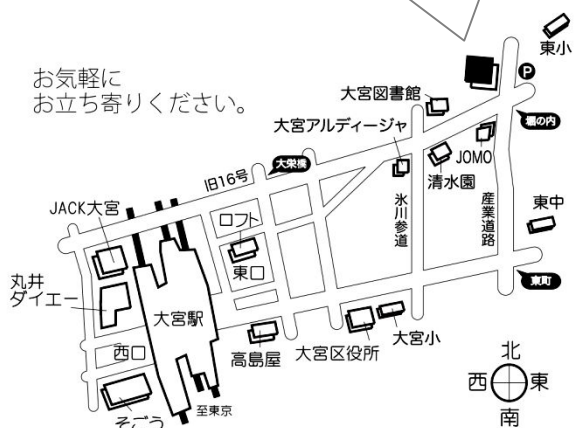 東小
P
お気軽に
お立ち寄りください。
大宮図書館
堀の内
大宮アルディージャ
JOMO
大栄橋
清水園
旧16号
氷川参道
産業道路
JACK大宮
ロフト
東中
東口
丸井
ダイエー
大宮駅
東町
大宮小
西口
高島屋
大宮区役所
北
西
東
南
至東京
そごう